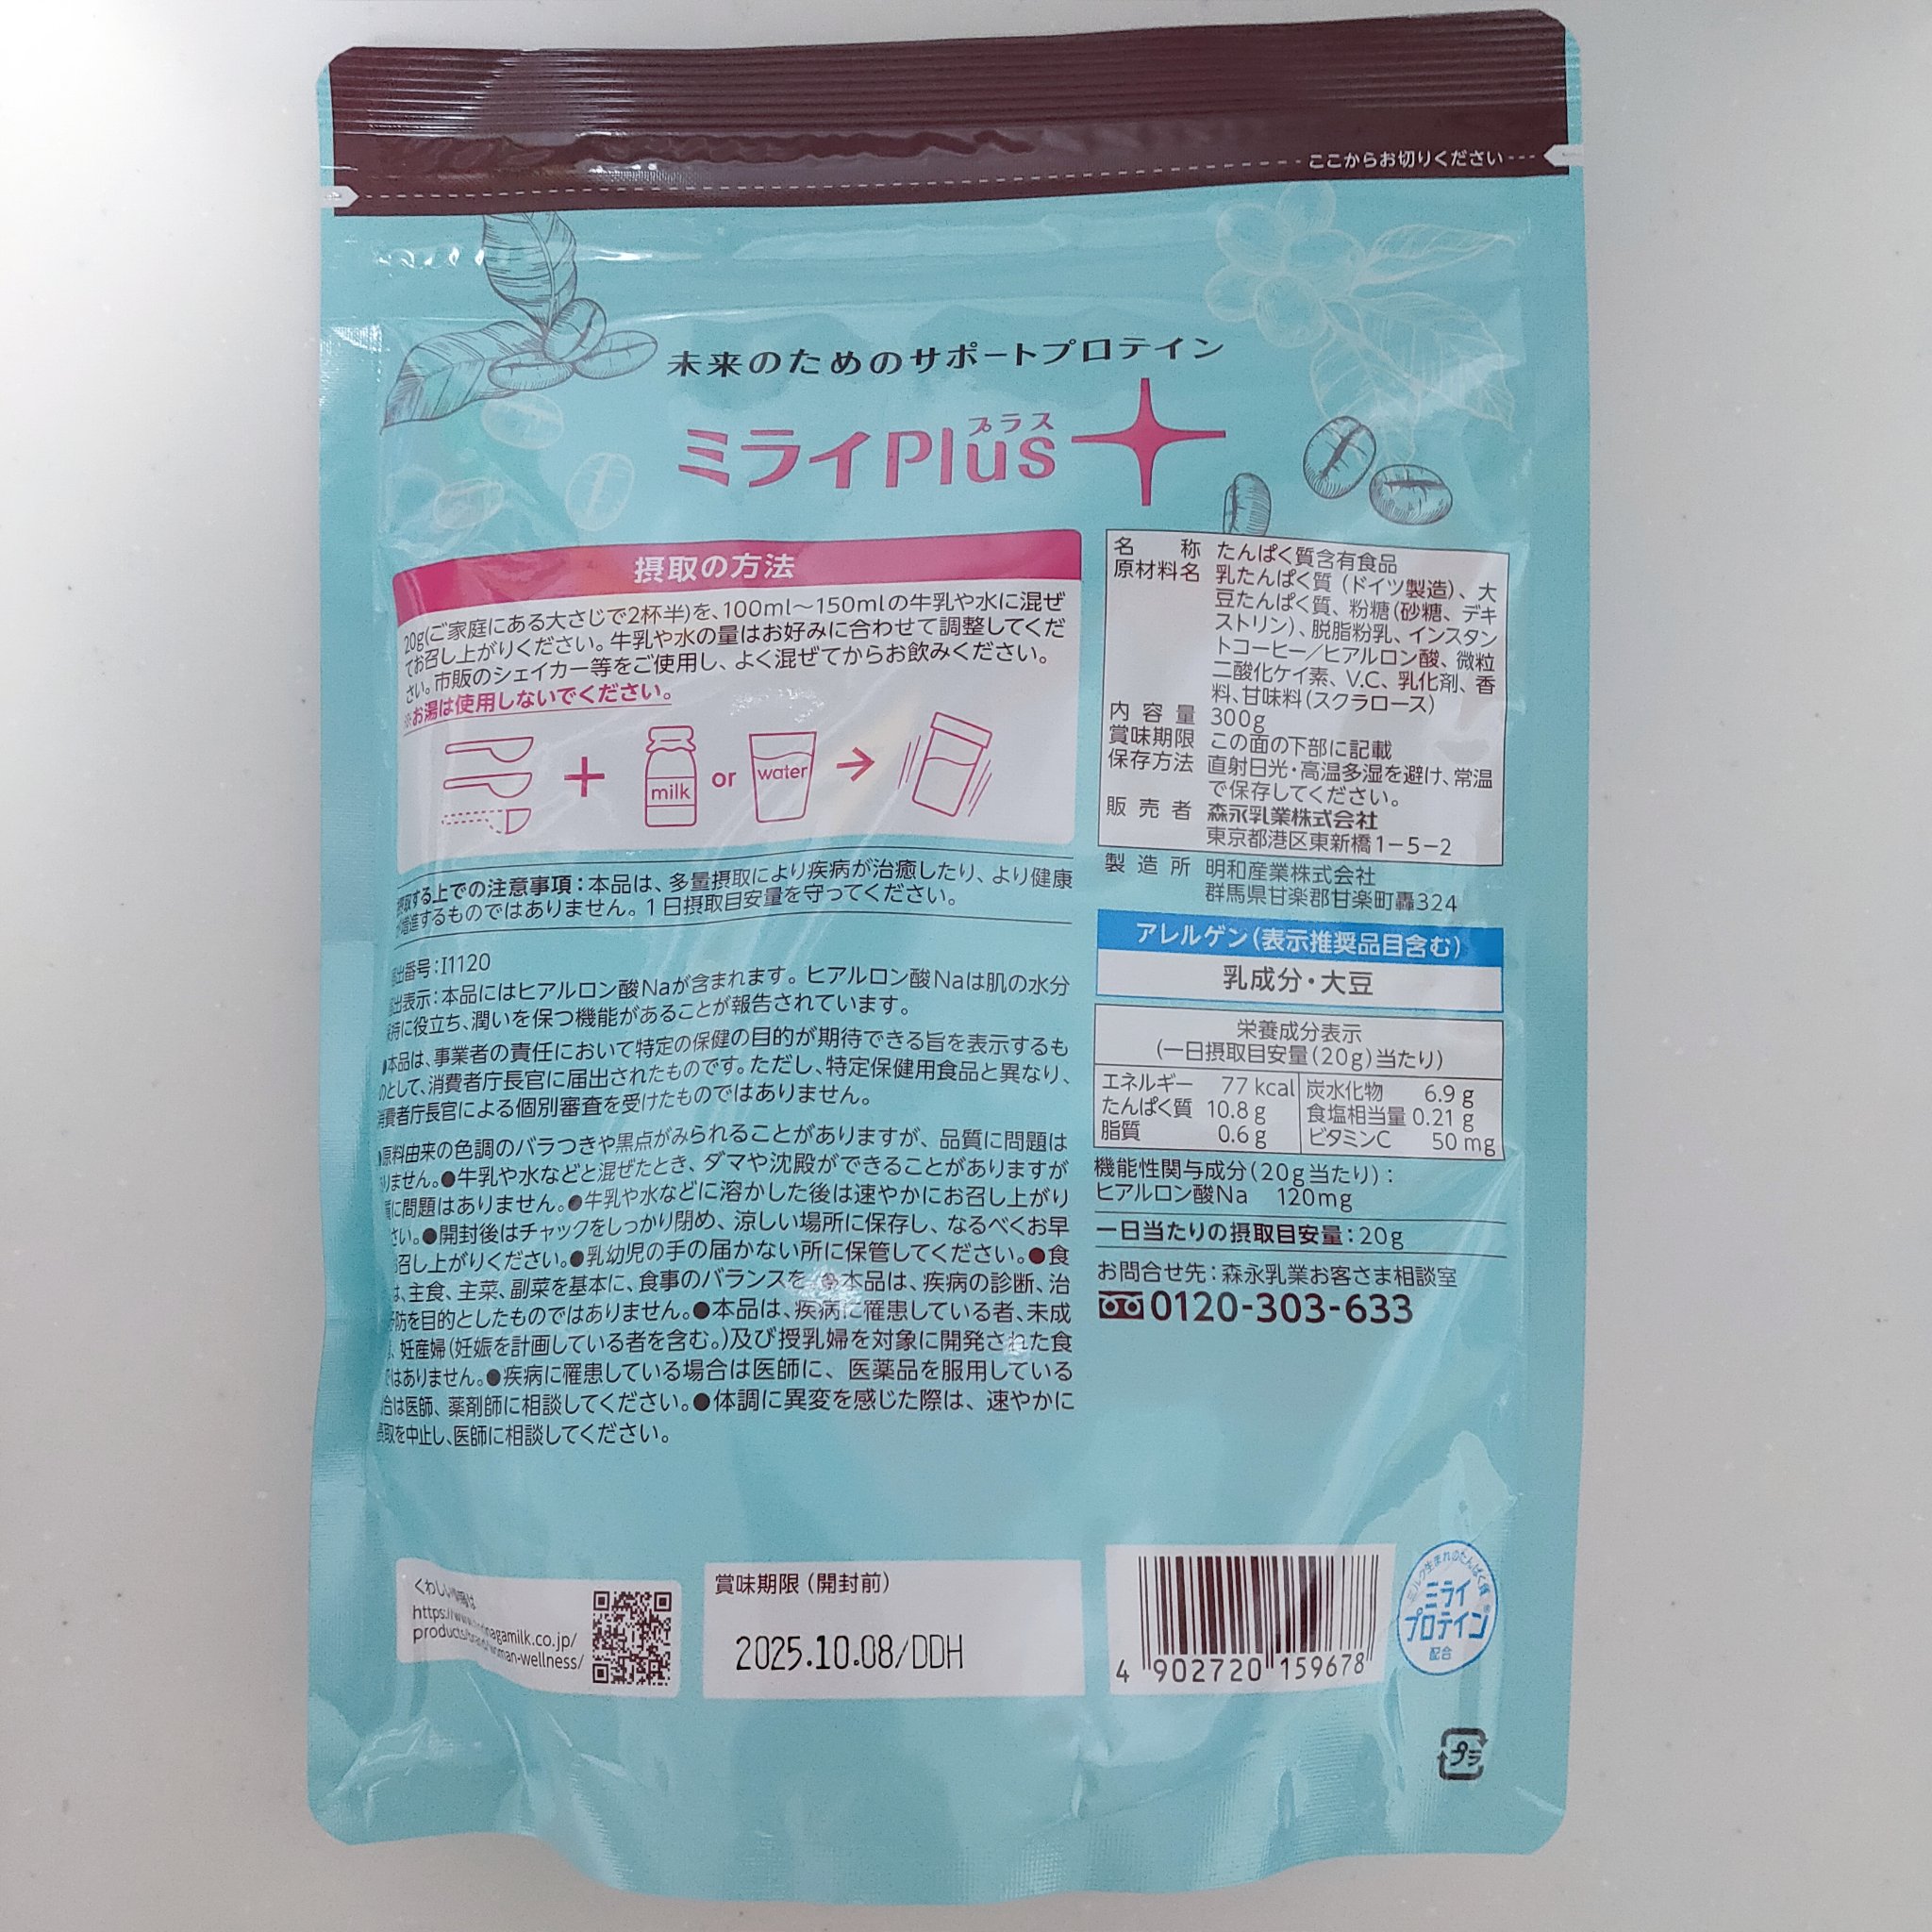 ここからお切りください
未来のためのサポートプロテイン
プラス
ミライPlus
摂取の方法
20g(ご家庭にある大さじで2杯半)を、100ml〜150mlの牛乳や水に混ぜ
てお召し上がりください。牛乳や水の量はお好みに合わせて調整してくだ
さい。市販のシェイカー等をご使用し、よく混ぜてからお飲みください。
※お湯は使用しないでください。
+ milk or water →
摂取する上での注意事項：本品は、多量摂取により疾病が治癒したり、より健康
が増進するものではありません。1日摂取目安量を守ってください。
出番号：I1120
出表示：本品にはヒアルロン酸Naが含まれます。ヒアルロン酸Naは肌の水分
持に役立ち、潤いを保つ機能があることが報告されています。
●本品は、事業者の責任において特定の保健の目的が期待できる旨を表示するも
のとして、消費者庁長官に届出されたものです。ただし、特定保健用食品と異なり、
消費者庁長官による個別審査を受けたものではありません。
●原料由来の色調のバラつきや黒点がみられることがありますが、品質に問題は
りません。●牛乳や水などと混ぜたとき、ダマや沈殿ができることがありますが
に問題はありません。●牛乳や水などに溶かした後は速やかにお召し上がり
さい。●開封後はチャックをしっかり閉め、涼しい場所に保存し、なるべくお早
召し上がりください。●乳幼児の手の届かない所に保管してください。●食
は、主食、主菜、副菜を基本に、食事のバランスを。●本品は、疾病の診断、治
防を目的としたものではありません。●本品は、疾病に罹患している者、未成
、妊産婦(妊娠を計画している者を含む。)及び授乳婦を対象に開発された食
ではありません。●疾病に罹患している場合は医師に、医薬品を服用している
合は医師、薬剤師に相談してください。●体調に異変を感じた際は、速やかに
摂取を中止し、医師に相談してください。
名称 たんぱく質含有食品
原材料名 乳たんぱく質（ドイツ製造）、大
豆たんぱく質、粉糖(砂糖、デキ
ストリン)、脱脂粉乳、インスタン
トコーヒー／ヒアルロン酸、微粒
二酸化ケイ素、V.C、乳化剤、香
料、甘味料(スクラロース)
内容量 300g
賞味期限 この面の下部に記載
保存方法 直射日光・高温多湿を避け、常温
で保存してください。
販売者 森永乳業株式会社
東京都港区東新橋1−5−2
製造所 明和産業株式会社
群馬県甘楽郡甘楽町轟324
アレルゲン(表示推奨品目含む)
乳成分・大豆
栄養成分表示
(一日摂取目安量(20g)当たり)
エネルギー 77 kcal 炭水化物 6.9 g
たんぱく質 10.8 g 食塩相当量 0.21 g
脂質 0.6 g ビタミンC 50 mg
機能性関与成分(20g当たり)：
ヒアルロン酸Na 120mg
一日当たりの摂取目安量：20g
お問合せ先：森永乳業お客さま相談室
0120-303-633
くわしい情報は
products/brand/woman-wellness/
賞味期限（開封前）
2025.10.08/DDH
4 902720 159678
ミルク生まれのたんぱく質
ミライ
プロテイン®
配合
プラ